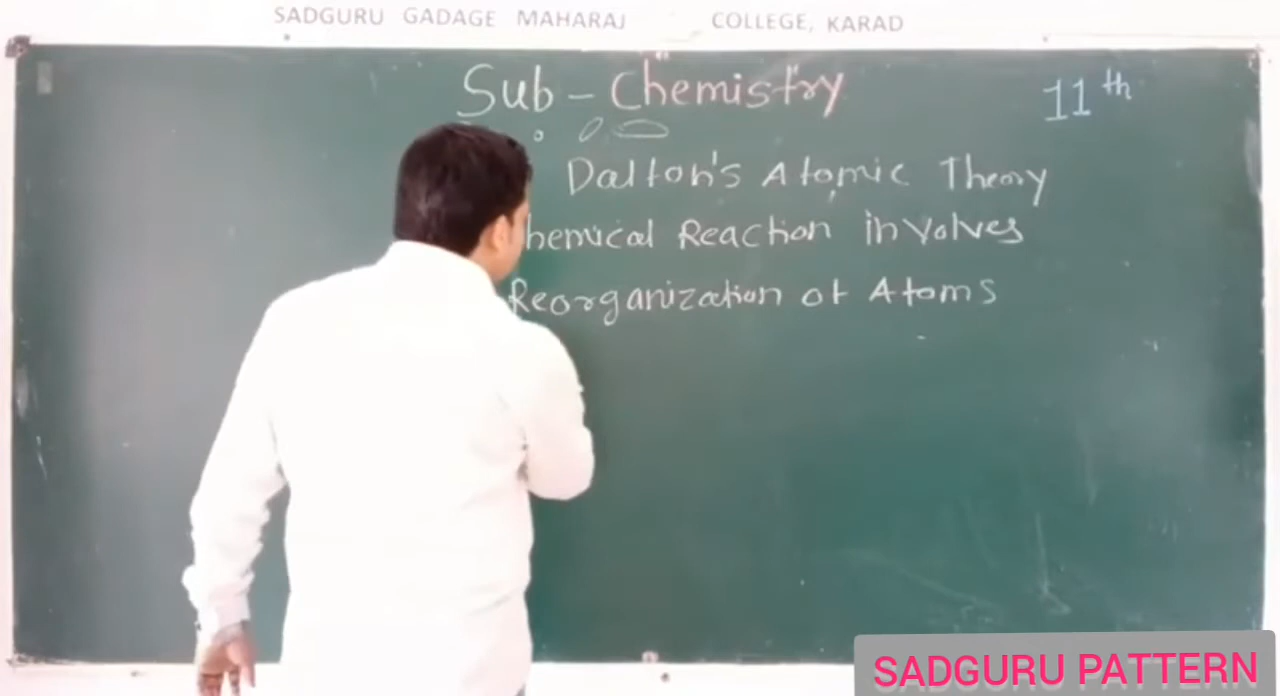 SADGURU GADAGE MAHARAJ COLLEGE, KARAD
Sub - Chemistry
11th
Dalton's Atomic Theory
hemical Reaction involves
Reorganization of Atoms
SADGURU PATTERN